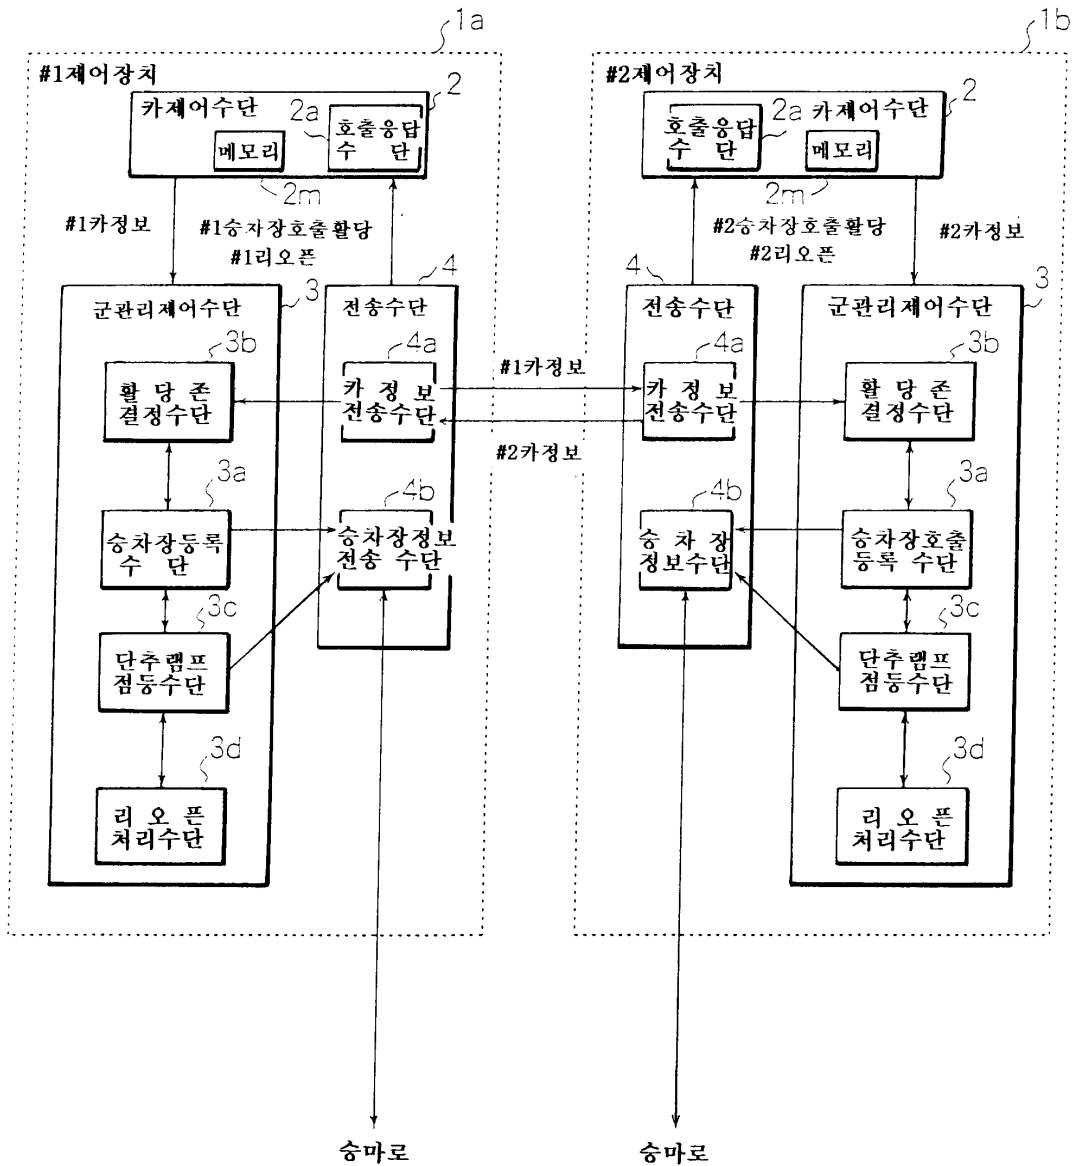 1a
#1제어장치
카제어수단
2
2a
호출응답
수 단
메모리
2m
#1카정보
#1승차장호출활당
#1리오픈
3
군관리제어수단
4
전송수단
3b
활 당 존
결정수단
4a
카 정 보
전송수단
3a
승차장등록
수 단
4b
승차장정보
전송 수단
3c
단추램프
점등수단
3d
리 오 픈
처리수단
승마로
#1카정보
#2카정보
1b
#2제어장치
호출응답
수 단
2a
카제어수단
2
메모리
2m
#2승차장호출활당
#2리오픈
#2카정보
4
전송수단
3
군관리제어수단
4a
카 정 보
전송수단
3b
활 당 존
결정수단
4b
승 차 장
정보수단
3a
승차장호출
등록 수단
3c
단추램프
점등수단
3d
리 오 픈
처리수단
승마로